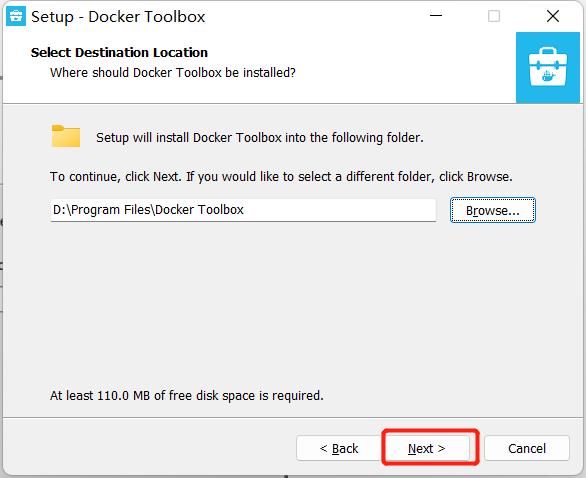 Setup - Docker Toolbox
Select Destination Location
Where should Docker Toolbox be installed?
Setup will install Docker Toolbox into the following folder.
To continue, click Next. If you would like to select a different folder, click Browse.
D:\Program Files\Docker Toolbox
Browse...
At least 110.0 MB of free disk space is required.
< Back
Next >
Cancel